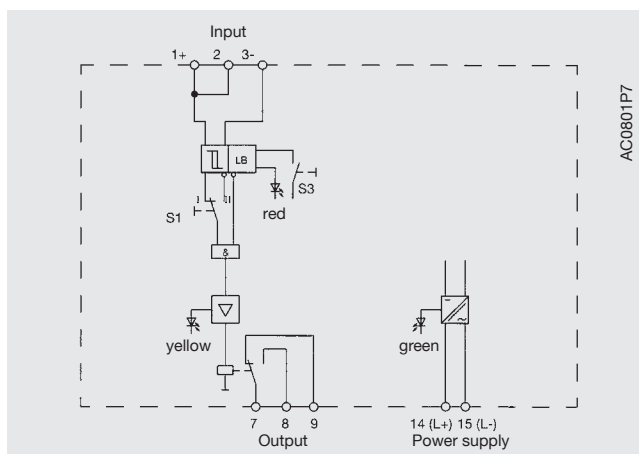 Input
1+ 2 3-
AC0801P7
LB
S3
red
I II
S1
&
yellow
green
7 8 9
14 (L+) 15 (L-)
Output
Power supply